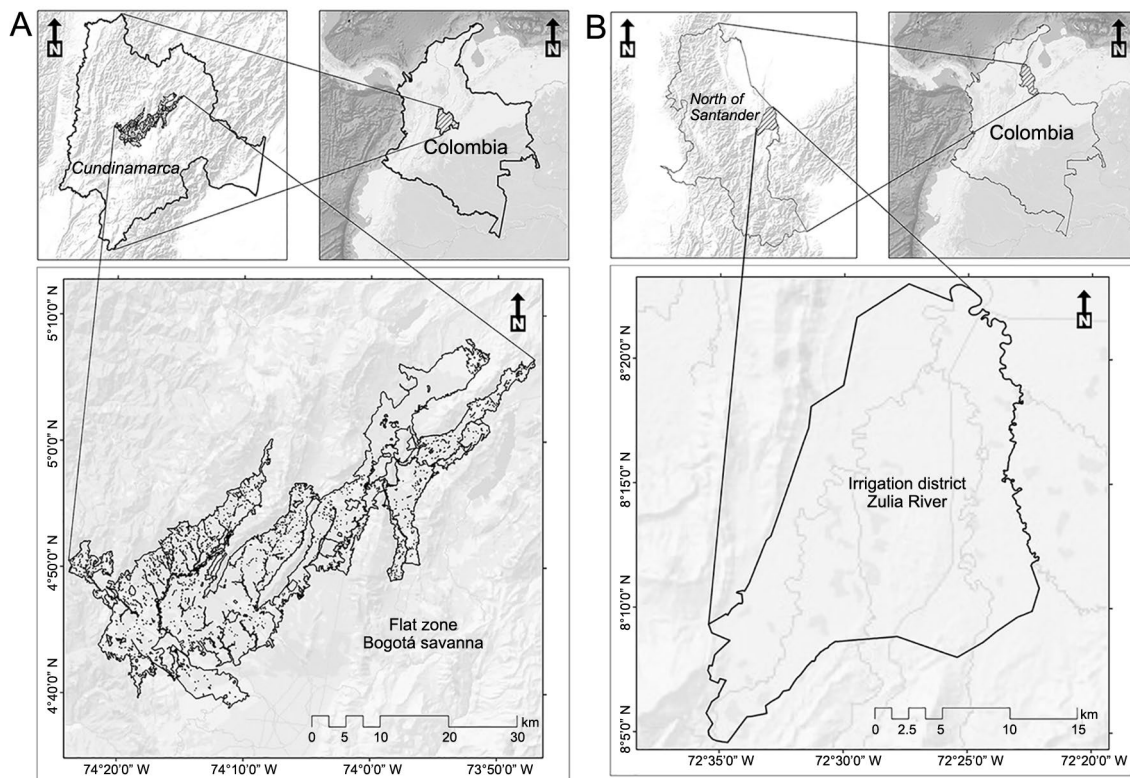 A
N
Cundinamarca
N
Colombia
N
5°10'0" N
5°0'0" N
4°50'0" N
4°40'0" N
Flat zone
Bogotá savanna
km
0 5 10 20 30
74°20'0" W 74°10'0" W 74°0'0" W 73°50'0" W
B
N
North of
Santander
N
Colombia
N
8°20'0" N
8°15'0" N
8°10'0" N
8°5'0" N
Irrigation district
Zulia River
km
0 2.5 5 10 15
72°35'0" W 72°30'0" W 72°25'0" W 72°20'0" W